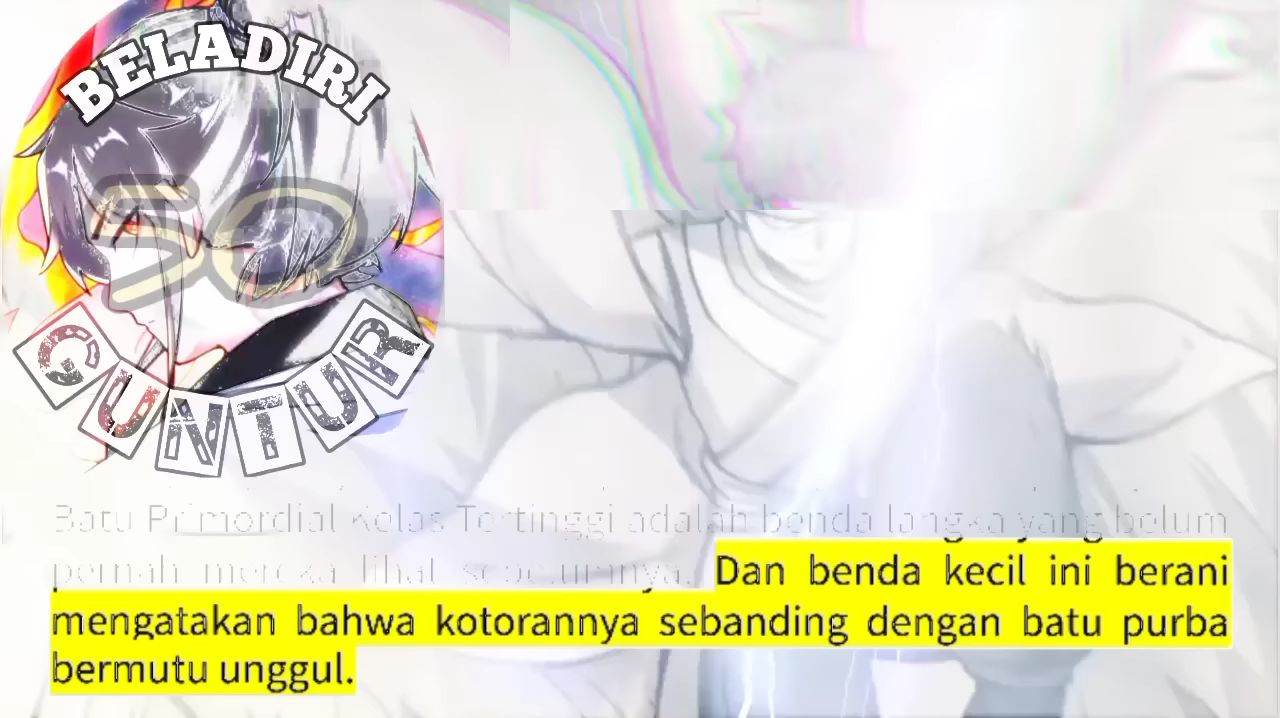 BELADIRI
50
GUNTUR
Batu Primordial Kelas Tertinggi adalah benda langka yang belum
pernah mereka lihat sebelumnya. Dan benda kecil ini berani
mengatakan bahwa kotorannya sebanding dengan batu purba
bermutu unggul.